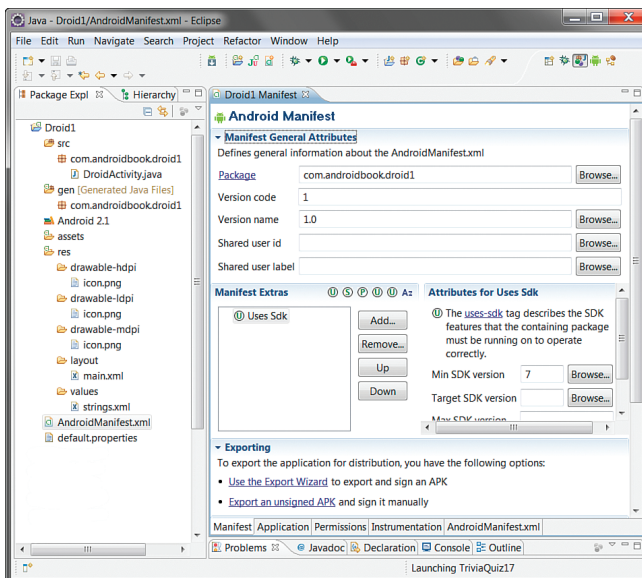 Java - Droid1/AndroidManifest.xml - Eclipse
File Edit Run Navigate Search Project Refactor Window Help
Package Expl
Hierarchy
Droid1
src
com.androidbook.droid1
DroidActivity.java
gen [Generated Java Files]
com.androidbook.droid1
Android 2.1
assets
res
drawable-hdpi
icon.png
drawable-ldpi
icon.png
drawable-mdpi
icon.png
layout
main.xml
values
strings.xml
AndroidManifest.xml
default.properties
Droid1 Manifest
Android Manifest
Manifest General Attributes
Defines general information about the AndroidManifest.xml
Package com.androidbook.droid1 Browse...
Version code 1
Version name 1.0 Browse...
Shared user id Browse...
Shared user label Browse...
Manifest Extras U S P U U Az
U Uses Sdk
Add...
Remove...
Up
Down
Attributes for Uses Sdk
U The uses-sdk tag describes the SDK
features that the containing package
must be running on to operate
correctly.
Min SDK version 7 Browse...
Target SDK version Browse...
Max SDK version
Exporting
To export the application for distribution, you have the following options:
• Use the Export Wizard to export and sign an APK
• Export an unsigned APK and sign it manually
Manifest Application Permissions Instrumentation AndroidManifest.xml
Problems @ Javadoc Declaration Console Outline
Launching TriviaQuiz17